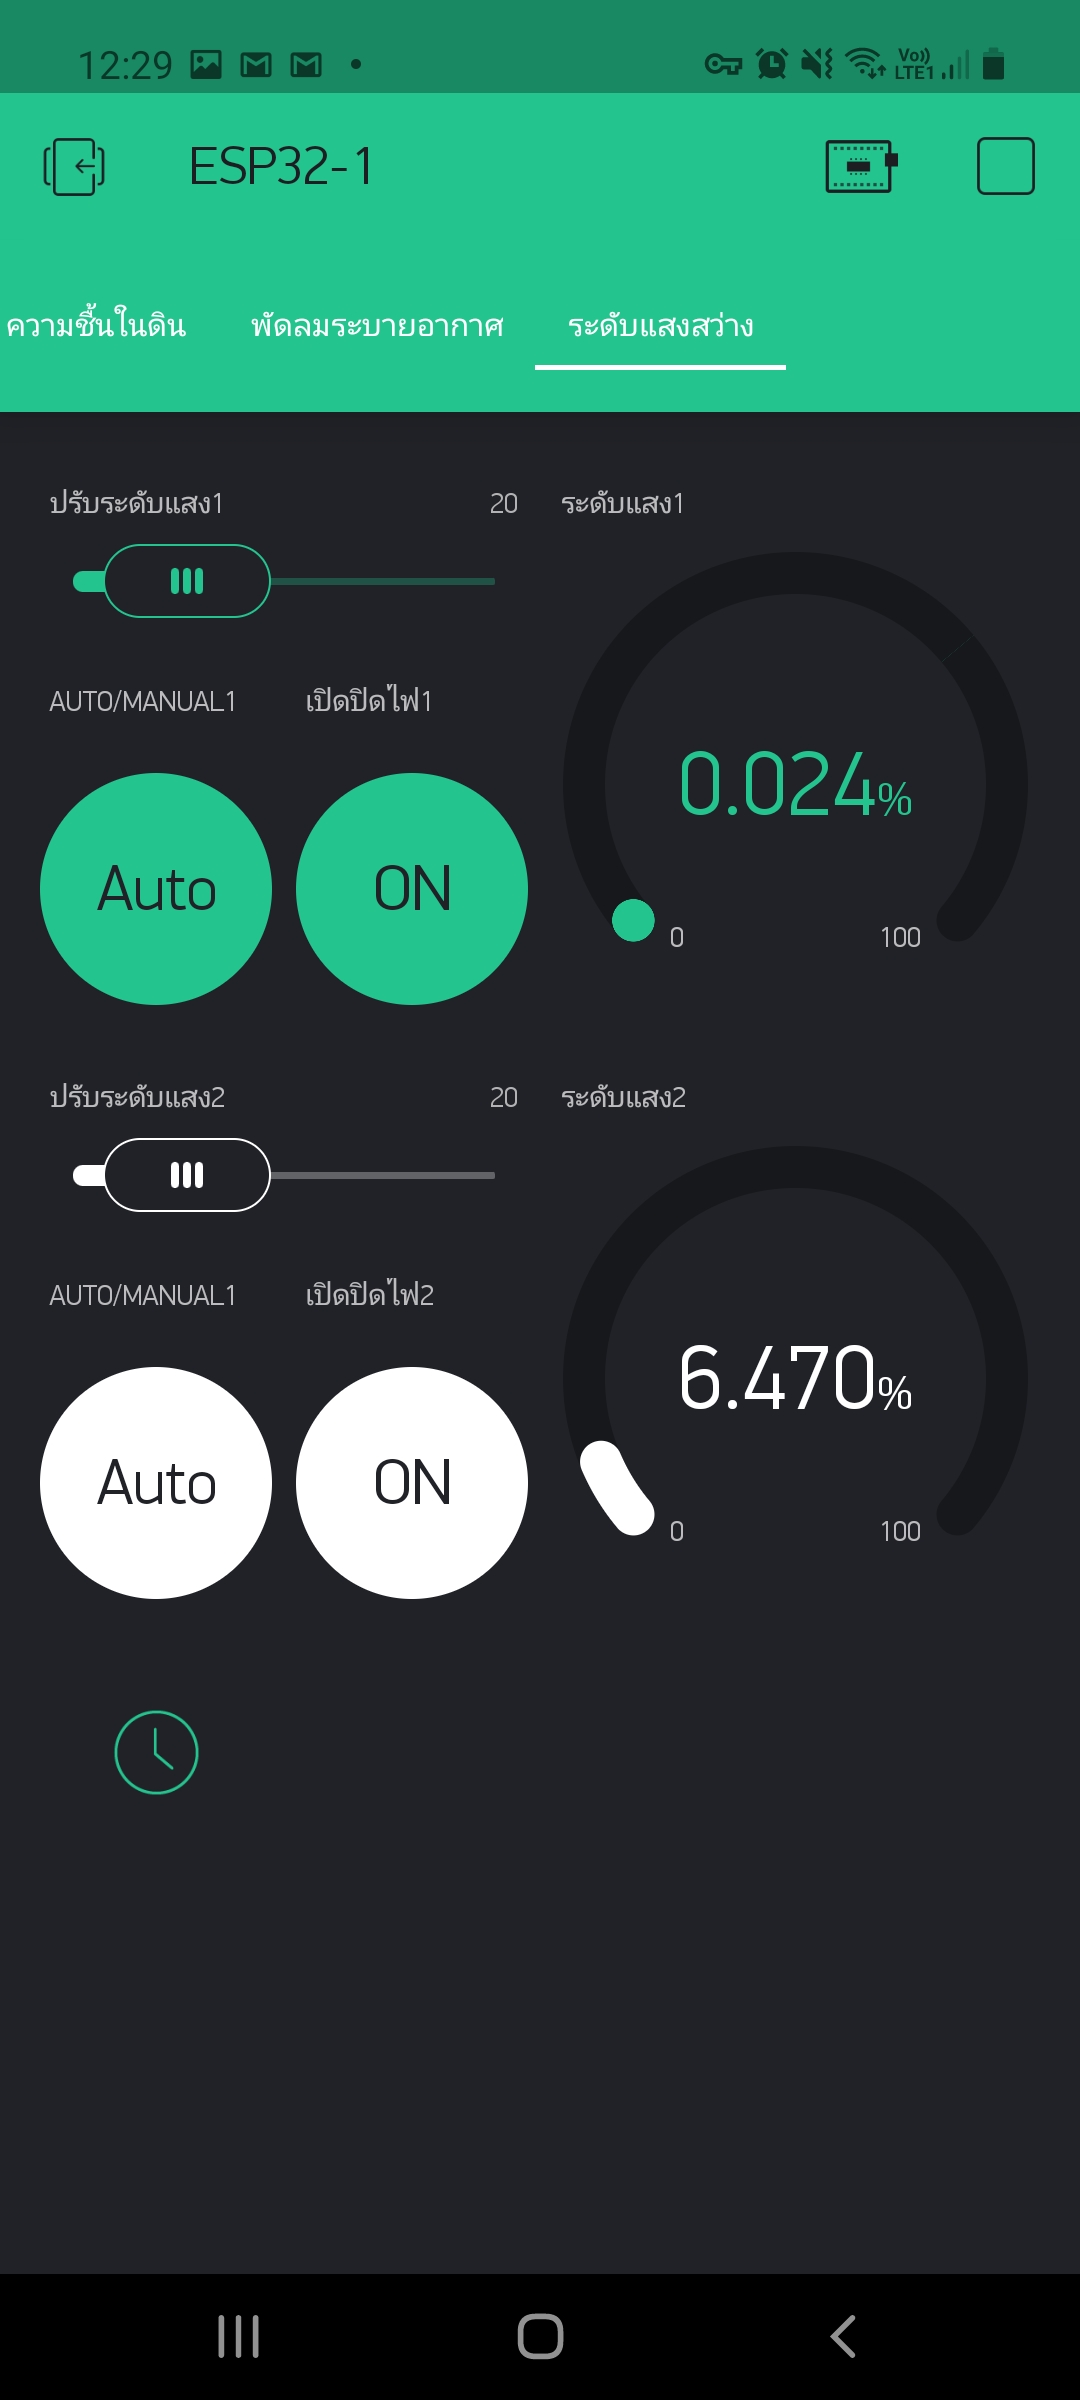 12:29 Vo)) LTE1
ESP32-1
ความชื้นในดิน พัดลมระบายอากาศ ระดับแสงสว่าง
ปรับระดับแสง1 20 ระดับแสง1
AUTO/MANUAL1 เปิดปิดไฟ1
0.024%
Auto ON
0 100
ปรับระดับแสง2 20 ระดับแสง2
AUTO/MANUAL1 เปิดปิดไฟ2
6.470%
Auto ON
0 100